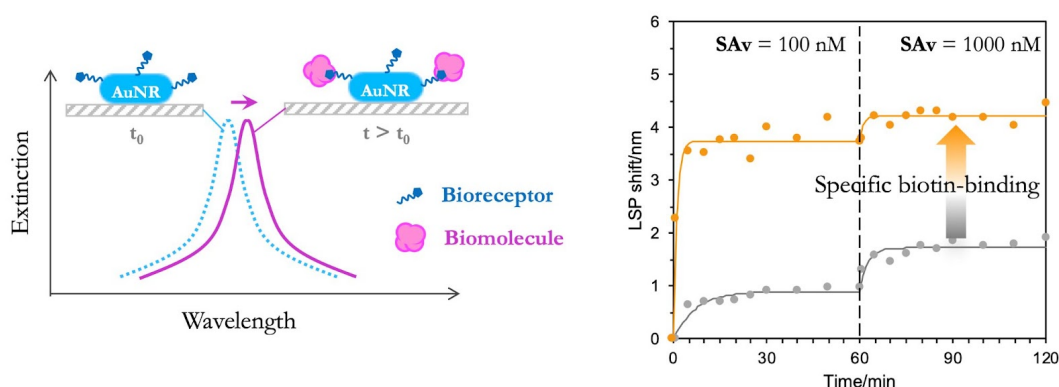 AuNR
AuNR
t0
t > t0
Extinction
Bioreceptor
Biomolecule
Wavelength
SAv = 100 nM
SAv = 1000 nM
Specific biotin-binding
LSP shift/nm
6
5
4
3
2
1
0
0
30
60
90
120
Time/min